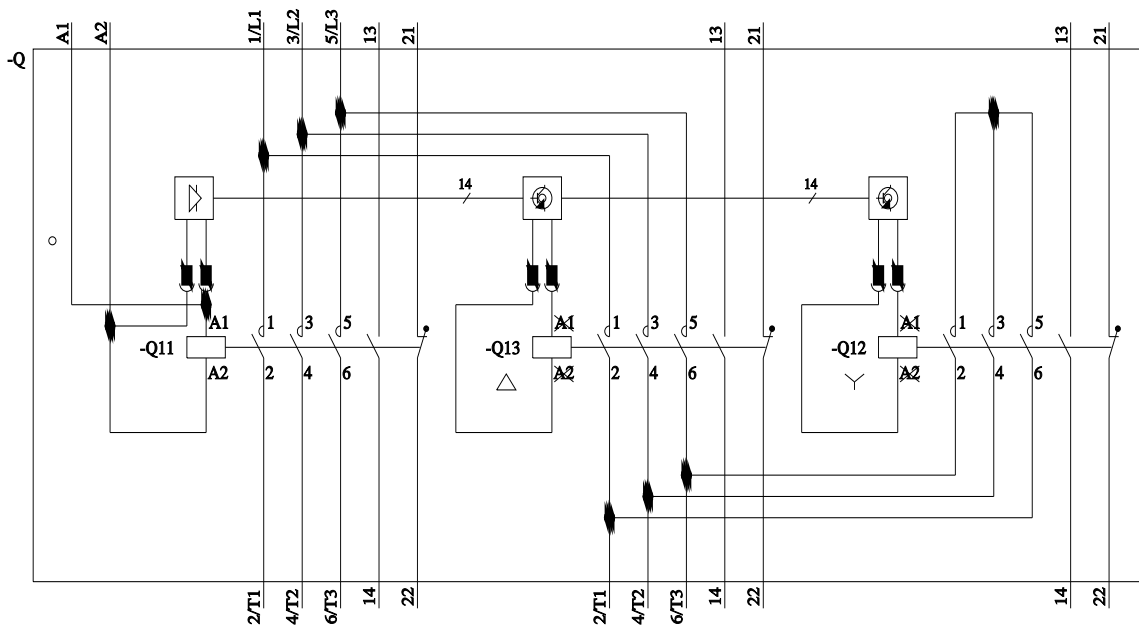 A1 A2 1/L1 3/L2 5/L3 13 21 13 21 13 21
-Q
14 14
A1 1 3 5 A1 1 3 5 A1 1 3 5
-Q11 -Q13 -Q12
A2 2 4 6 A2 2 4 6 A2 2 4 6
2/T1 4/T2 6/T3 14 22 2/T1 4/T2 6/T3 14 22 14 22